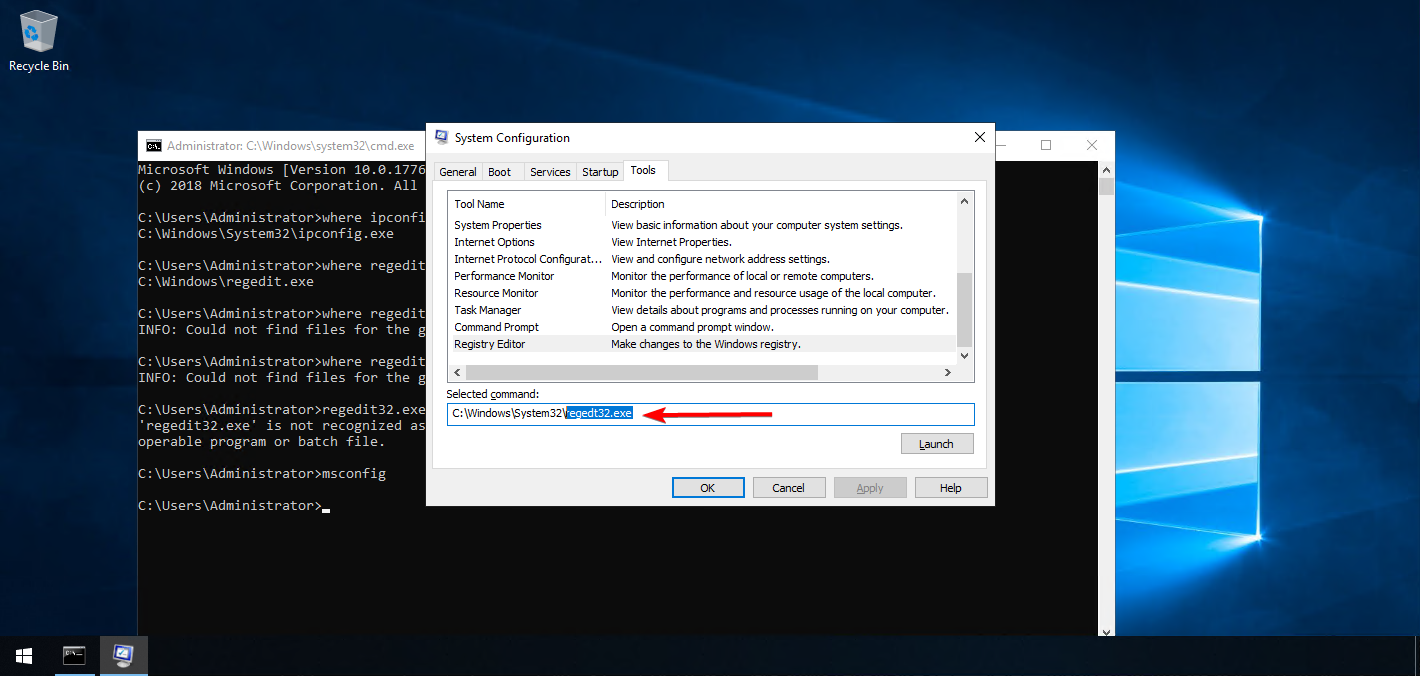 Recycle Bin
Administrator: C:\Windows\system32\cmd.exe
Microsoft Windows [Version 10.0.1776
(c) 2018 Microsoft Corporation. All
C:\Users\Administrator>where ipconfi
C:\Windows\System32\ipconfig.exe
C:\Users\Administrator>where regedit
C:\Windows\regedit.exe
C:\Users\Administrator>where regedit
INFO: Could not find files for the g
C:\Users\Administrator>where regedit
INFO: Could not find files for the g
C:\Users\Administrator>regedit32.exe
'regedit32.exe' is not recognized as
operable program or batch file.
C:\Users\Administrator>msconfig
C:\Users\Administrator>
System Configuration
General Boot Services Startup Tools
Tool Name Description
System Properties View basic information about your computer system settings.
Internet Options View Internet Properties.
Internet Protocol Configurat... View and configure network address settings.
Performance Monitor Monitor the performance of local or remote computers.
Resource Monitor Monitor the performance and resource usage of the local computer.
Task Manager View details about programs and processes running on your computer.
Command Prompt Open a command prompt window.
Registry Editor Make changes to the Windows registry.
Selected command:
C:\Windows\System32\regedt32.exe
Launch
OK Cancel Apply Help